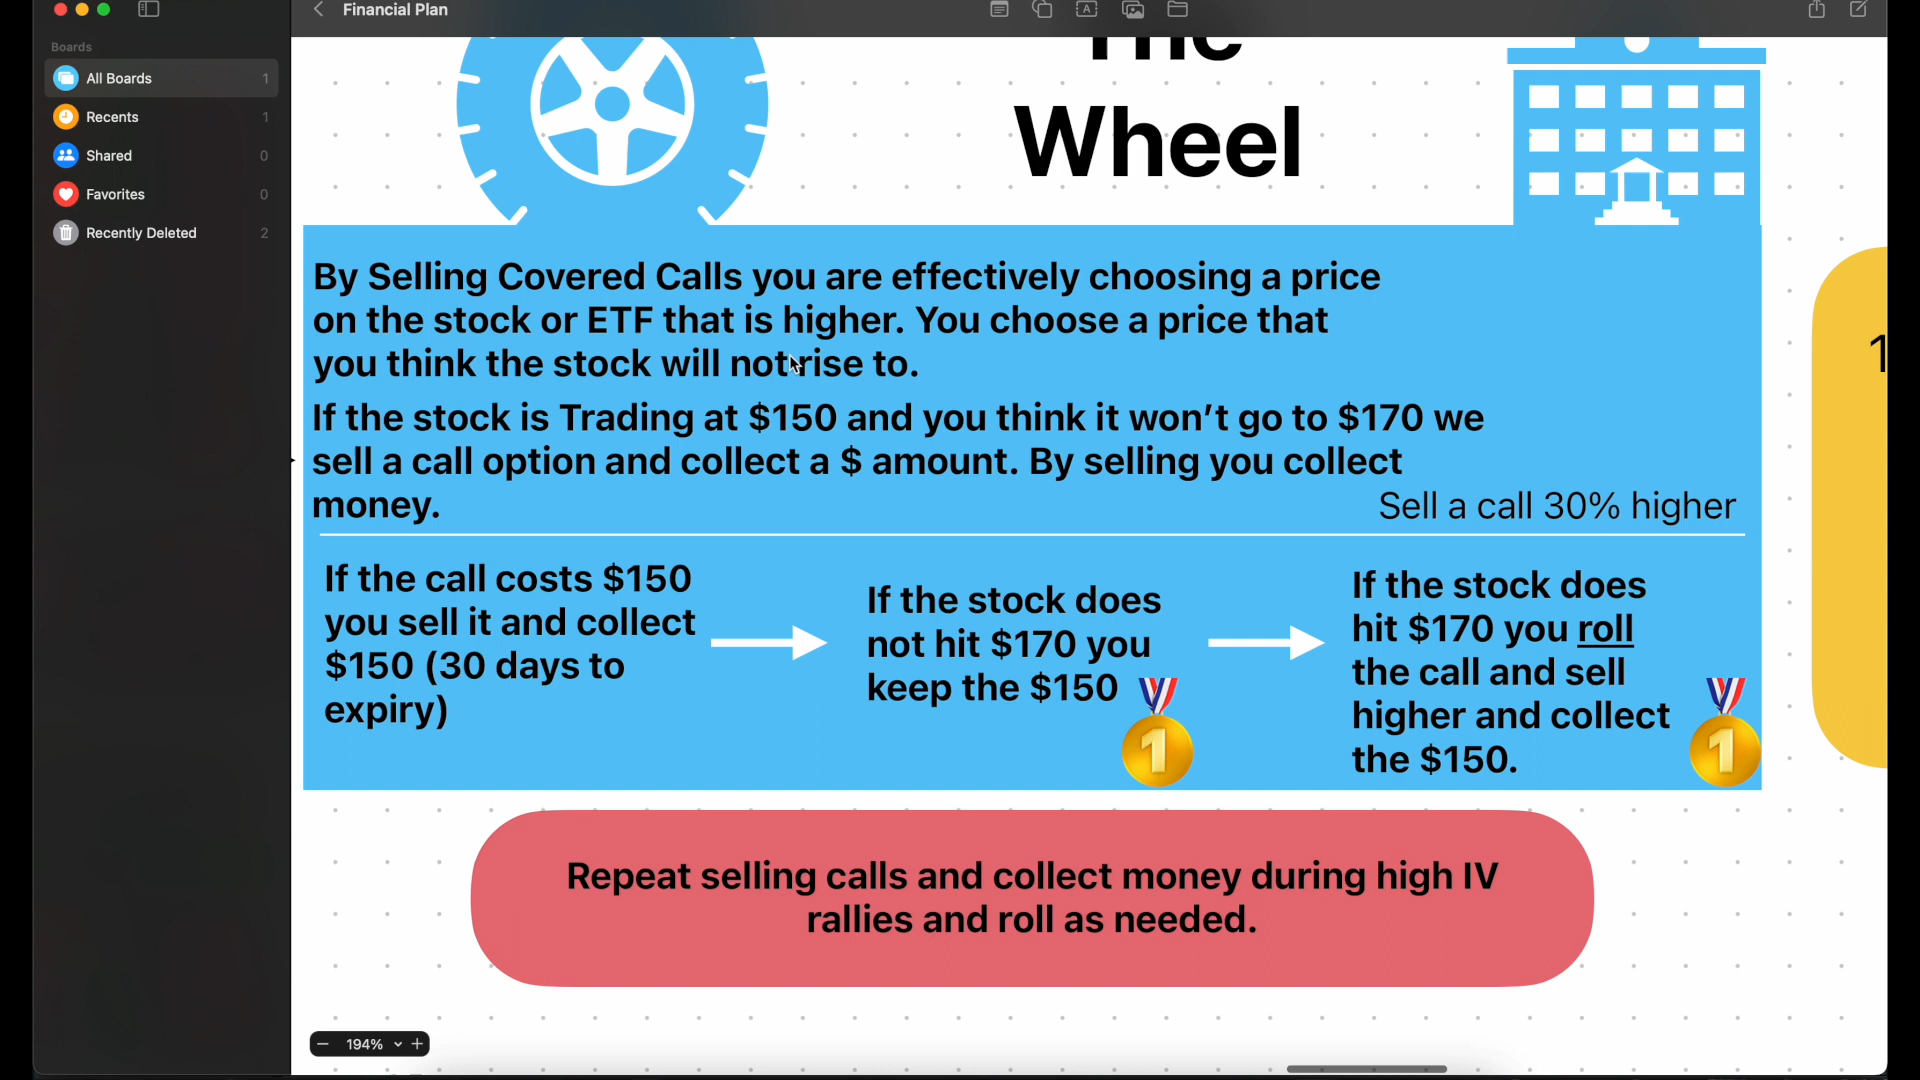 Financial Plan
Boards
All Boards 1
Recents 1
Shared 0
Favorites 0
Recently Deleted 2
The
Wheel
By Selling Covered Calls you are effectively choosing a price
on the stock or ETF that is higher. You choose a price that
you think the stock will not rise to.
If the stock is Trading at $150 and you think it won’t go to $170 we
sell a call option and collect a $ amount. By selling you collect
money.
Sell a call 30% higher
If the call costs $150
you sell it and collect
$150 (30 days to
expiry)
If the stock does
not hit $170 you
keep the $150
1
If the stock does
hit $170 you roll
the call and sell
higher and collect
the $150.
1
Repeat selling calls and collect money during high IV
rallies and roll as needed.
1
194%